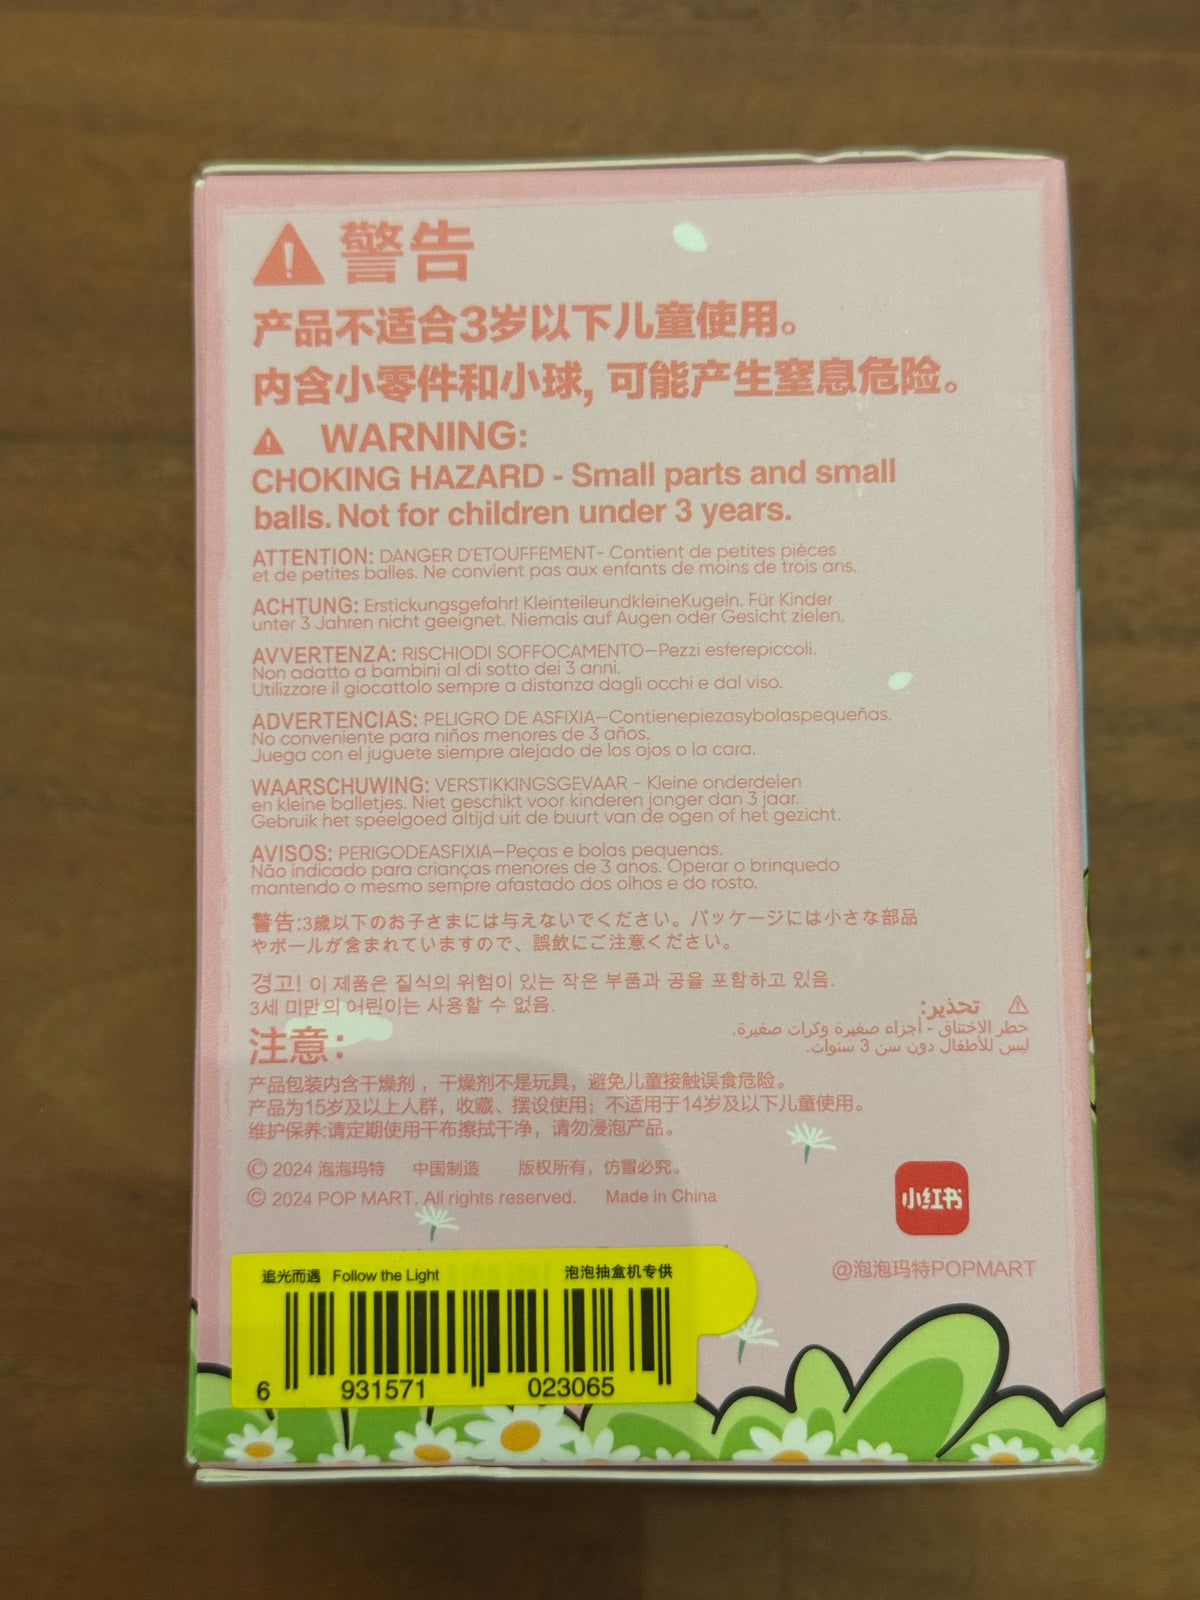 警告
产品不适合3岁以下儿童使用。
内含小零件和小球, 可能产生窒息危险。
WARNING:
CHOKING HAZARD - Small parts and small
balls. Not for children under 3 years.
ATTENTION: DANGER D'ETOUFFEMENT- Contient de petites pièces
et de petites balles. Ne convient pas aux enfants de moins de trois ans.
ACHTUNG: Erstickungsgefahr! KleinteileundkleineKugeln. Für Kinder
unter 3 Jahren nicht geeignet. Niemals auf Augen oder Gesicht zielen.
AVVERTENZA: RISCHIODI SOFFOCAMENTO—Pezzi esferepiccoli.
Non adatto a bambini al di sotto dei 3 anni.
Utilizzare il giocattolo sempre a distanza dagli occhi e dal viso.
ADVERTENCIAS: PELIGRO DE ASFIXIA—Contienepiezasybolaspequeñas.
No conveniente para niños menores de 3 años.
Juega con el juguete siempre alejado de los ojos o la cara.
WAARSCHUWING: VERSTIKKINGSGEVAAR - Kleine onderdelen
en kleine balletjes. Niet geschikt voor kinderen jonger dan 3 jaar.
Gebruik het speelgoed altijd uit de buurt van de ogen of het gezicht.
AVISOS: PERIGODEASFIXIA—Peças e bolas pequenas.
Não indicado para crianças menores de 3 anos. Operar o brinquedo
mantendo o mesmo sempre afastado dos olhos e do rosto.
警告:3歳以下のお子さまには与えないでください。パッケージには小さな部品
やボールが含まれていますので、誤飲にご注意ください。
경고! 이 제품은 질식의 위험이 있는 작은 부품과 공을 포함하고 있음.
3세 미만의 어린이는 사용할 수 없음.
تحذير:
خطر الاختناق - أجزاء صغيرة وكرات صغيرة.
ليس للأطفال دون سن 3 سنوات.
注意:
产品包装内含干燥剂，干燥剂不是玩具，避免儿童接触误食危险。
产品为15岁及以上人群，收藏、摆设使用；不适用于14岁及以下儿童使用。
维护保养:请定期使用干布擦拭干净，请勿浸泡产品。
© 2024 泡泡玛特 中国制造 版权所有，仿冒必究。
© 2024 POP MART. All rights reserved. Made in China
小红书
@泡泡玛特POPMART
追光而遇 Follow the Light 泡泡抽盒机专供
6 931571 023065